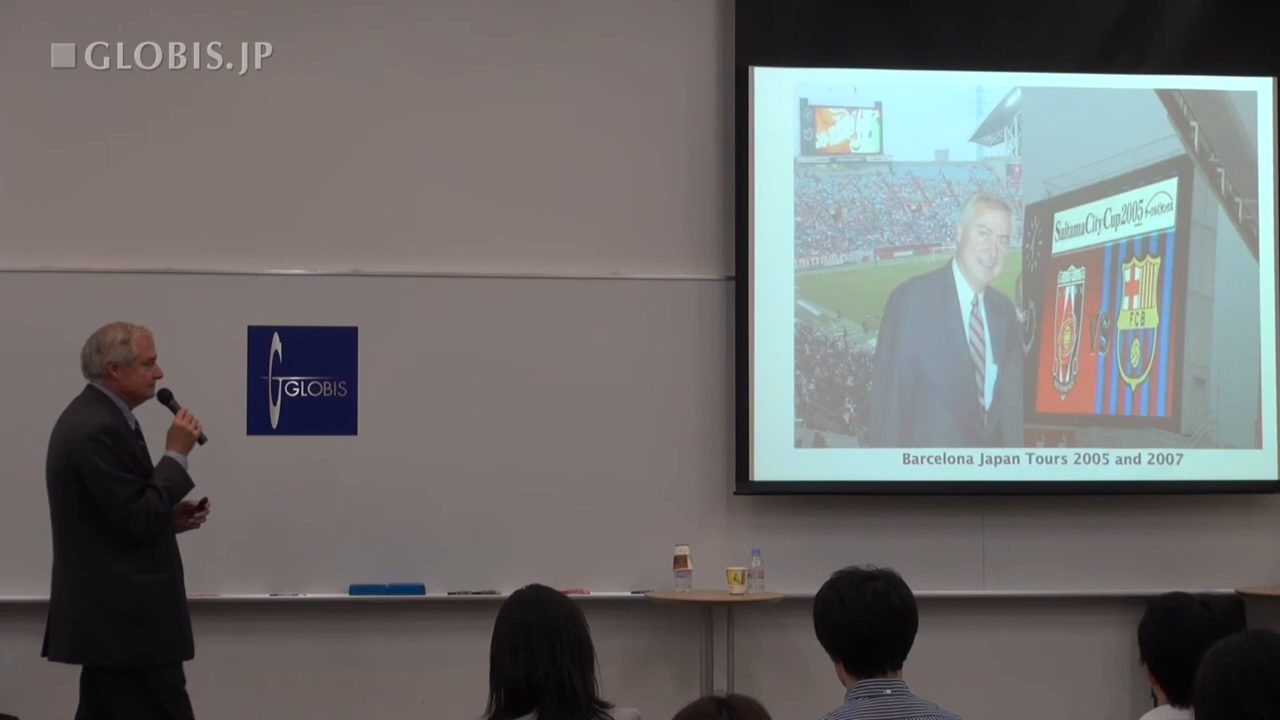 GLOBIS.JP
GLOBIS
Saitama City Cup 2005
VS
FCB
Barcelona Japan Tours 2005 and 2007